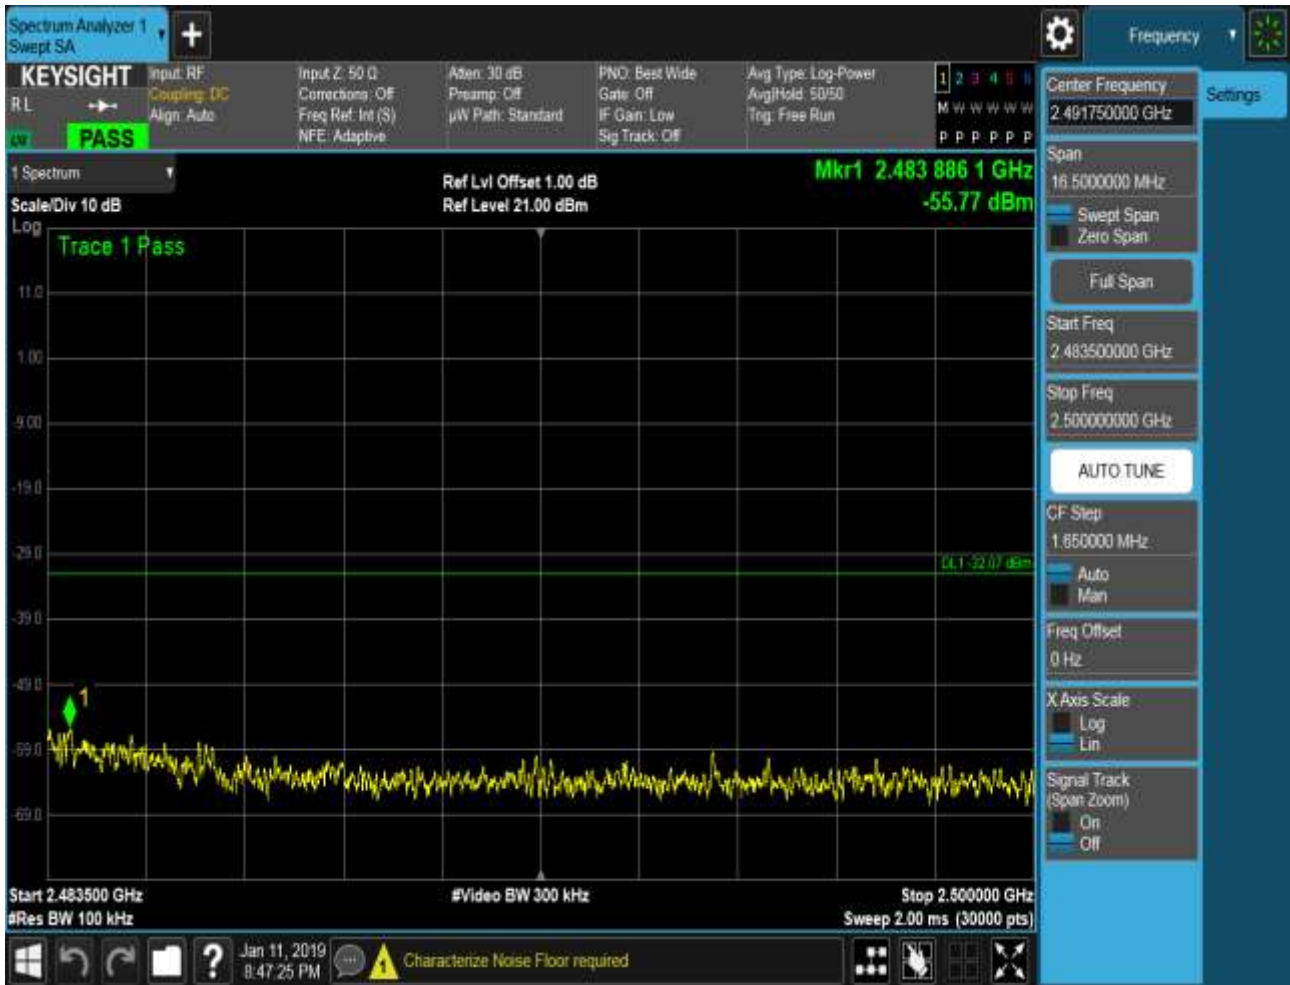 Spectrum Analyzer 1
Swept SA
Frequency
KEYSIGHT
RL
PASS
Input: RF
Coupling: DC
Align: Auto
Input Z: 50 Ω
Corrections: Off
Freq Ref: Int (S)
NFE: Adaptive
Atten: 30 dB
Preamp: Off
µW Path: Standard
PNO: Best Wide
Gate: Off
IF Gain: Low
Sig Track: Off
Avg Type: Log-Power
Avg|Hold: 50/50
Trig: Free Run
1 2 3 4 5 6
M W W W W W
P P P P P P
1 Spectrum
Scale/Div 10 dB
Ref Lvl Offset 1.00 dB
Ref Level 21.00 dBm
Mkr1 2.483 886 1 GHz
-55.77 dBm
Log
Trace 1 Pass
11.0
1.00
-9.00
-19.0
-29.0
DL1 -32.07 dBm
-39.0
-49.0
1
-59.0
-69.0
Start 2.483500 GHz
#Video BW 300 kHz
Stop 2.500000 GHz
#Res BW 100 kHz
Sweep 2.00 ms (30000 pts)
?
Jan 11, 2019
8:47:25 PM
1
Characterize Noise Floor required
Center Frequency
2.491750000 GHz
Settings
Span
16.5000000 MHz
Swept Span
Zero Span
Full Span
Start Freq
2.483500000 GHz
Stop Freq
2.500000000 GHz
AUTO TUNE
CF Step
1.650000 MHz
Auto
Man
Freq Offset
0 Hz
X Axis Scale
Log
Lin
Signal Track
(Span Zoom)
On
Off